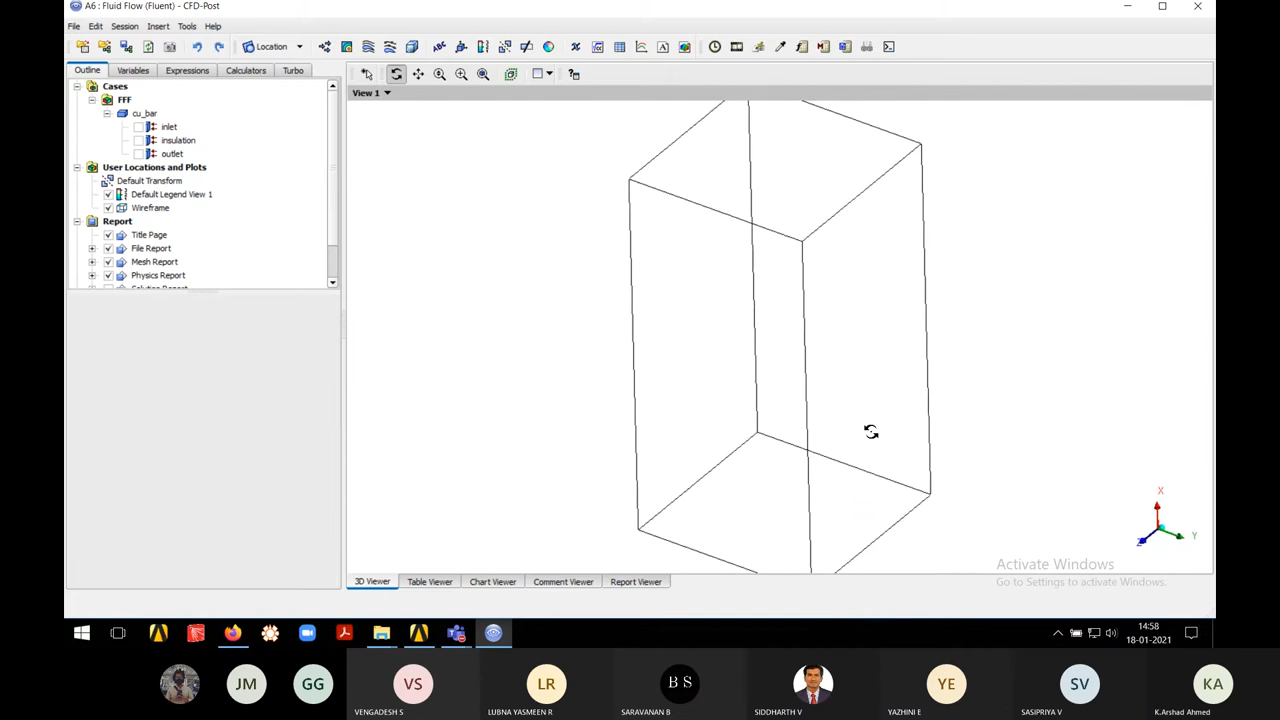 A6 : Fluid Flow (Fluent) - CFD-Post
File Edit Session Insert Tools Help
Location
Outline Variables Expressions Calculators Turbo
Cases
FFF
cu_bar
inlet
insulation
outlet
User Locations and Plots
Default Transform
Default Legend View 1
Wireframe
Report
Title Page
File Report
Mesh Report
Physics Report
Solution Report
View 1
X
Y
Z
Activate Windows
Go to Settings to activate Windows.
3D Viewer Table Viewer Chart Viewer Comment Viewer Report Viewer
14:58
18-01-2021
JM GG VS LR B S YE SV KA
VENGADESH S LUBNA YASMEEN R SARAVANAN B SIDDHARTH V YAZHINI E SASIPRIYA V K.Arshad Ahmed